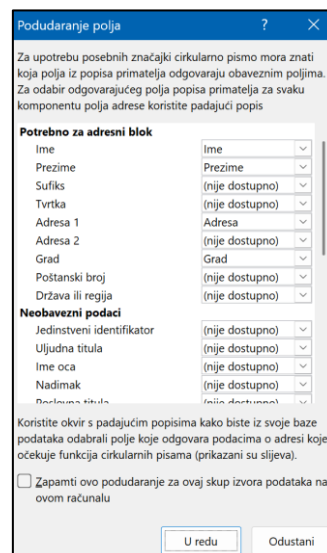 Podudaranje polja ? ×
Za upotrebu posebnih značajki cirkularno pismo mora znati
koja polja iz popisa primatelja odgovaraju obaveznim poljima.
Za odabir odgovarajućeg polja popisa primatelja za svaku
komponentu polja adrese koristite padajući popis
Potrebno za adresni blok
Ime Ime
Prezime Prezime
Sufiks (nije dostupno)
Tvrtka (nije dostupno)
Adresa 1 Adresa
Adresa 2 (nije dostupno)
Grad Grad
Poštanski broj (nije dostupno)
Država ili regija (nije dostupno)
Neobavezni podaci
Jedinstveni identifikator (nije dostupno)
Uljudna titula (nije dostupno)
Ime oca (nije dostupno)
Nadimak (nije dostupno)
Poslovna titula (nije dostupno)
Koristite okvir s padajućim popisima kako biste iz svoje baze
podataka odabrali polje koje odgovara podacima o adresi koje
očekuje funkcija cirkularnih pisama (prikazani su slijeva).
Zapamti ovo podudaranje za ovaj skup izvora podataka na
ovom računalu
U redu Odustani